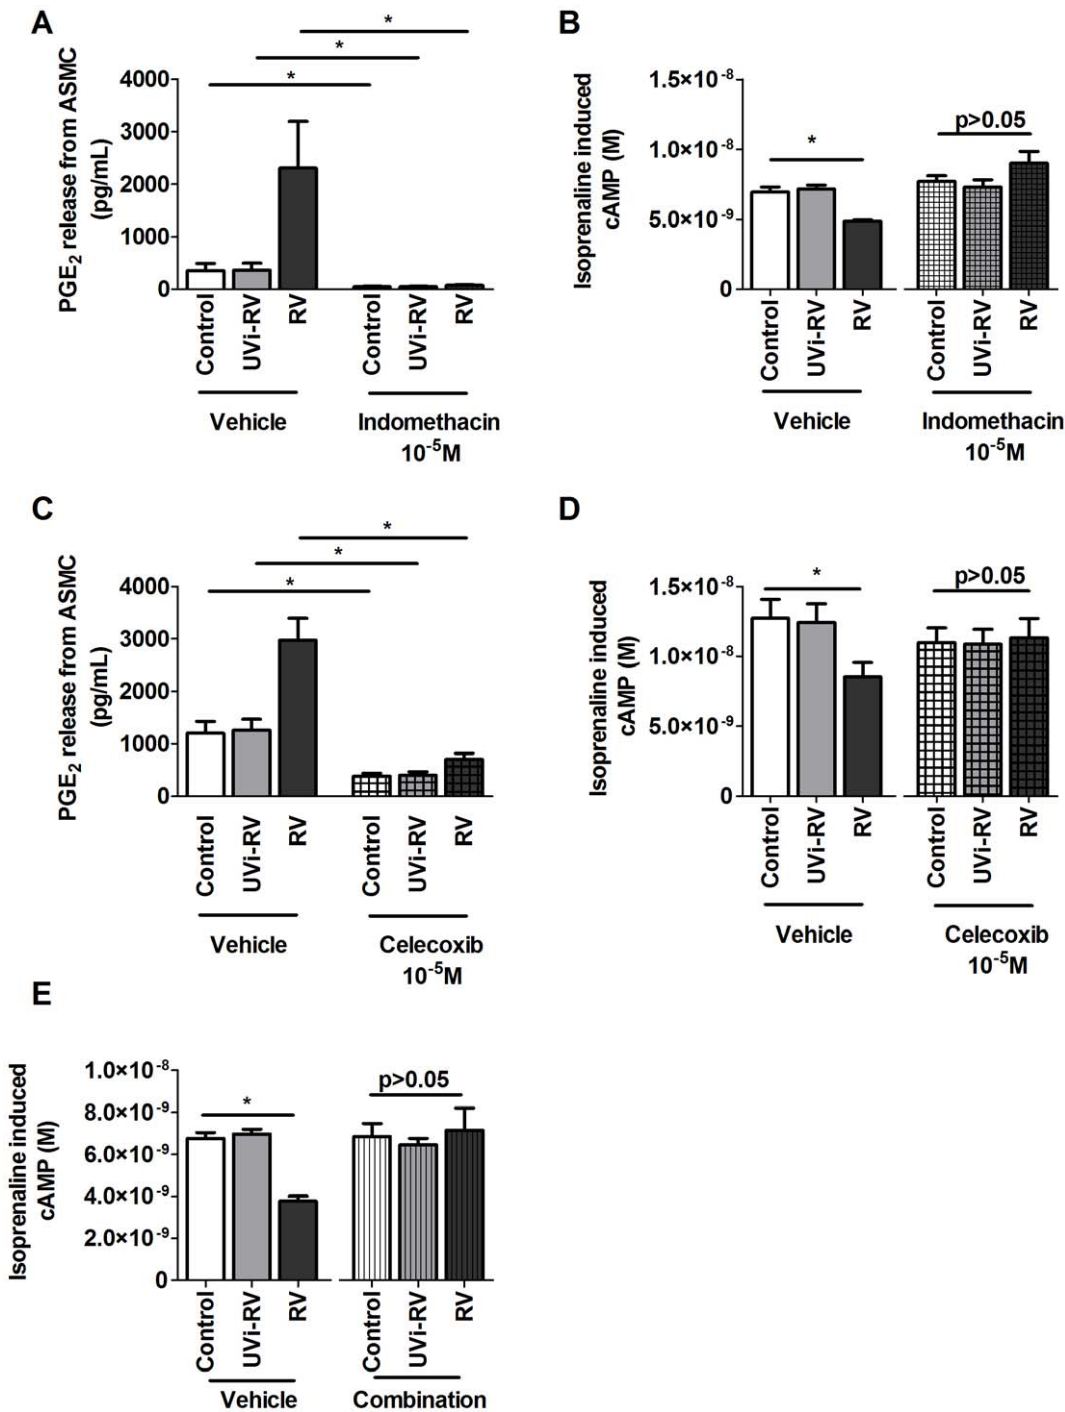 A
PGE2 release from ASMC
(pg/mL)
4000
3000
2000
1000
0
*
*
*
Control
UVi-RV
RV
Control
UVi-RV
RV
Vehicle
Indomethacin
10-5M
B
Isoprenaline induced
cAMP (M)
1.5×10-8
1.0×10-8
5.0×10-9
0
*
p>0.05
Control
UVi-RV
RV
Control
UVi-RV
RV
Vehicle
Indomethacin
10-5M
C
PGE2 release from ASMC
(pg/mL)
4000
3000
2000
1000
0
*
*
*
Control
UVi-RV
RV
Control
UVi-RV
RV
Vehicle
Celecoxib
10-5M
D
Isoprenaline induced
cAMP (M)
1.5×10-8
1.0×10-8
5.0×10-9
0
*
p>0.05
Control
UVi-RV
RV
Control
UVi-RV
RV
Vehicle
Celecoxib
10-5M
E
Isoprenaline induced
cAMP (M)
1.0×10-8
8.0×10-9
6.0×10-9
4.0×10-9
2.0×10-9
0
*
p>0.05
Control
UVi-RV
RV
Control
UVi-RV
RV
Vehicle
Combination